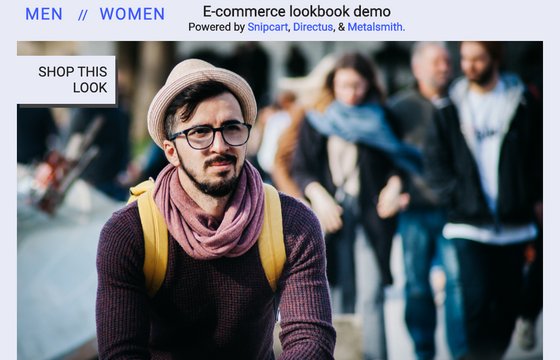 MEN // WOMEN
E-commerce lookbook demo
Powered by Snipcart, Directus, & Metalsmith.
SHOP THIS
LOOK